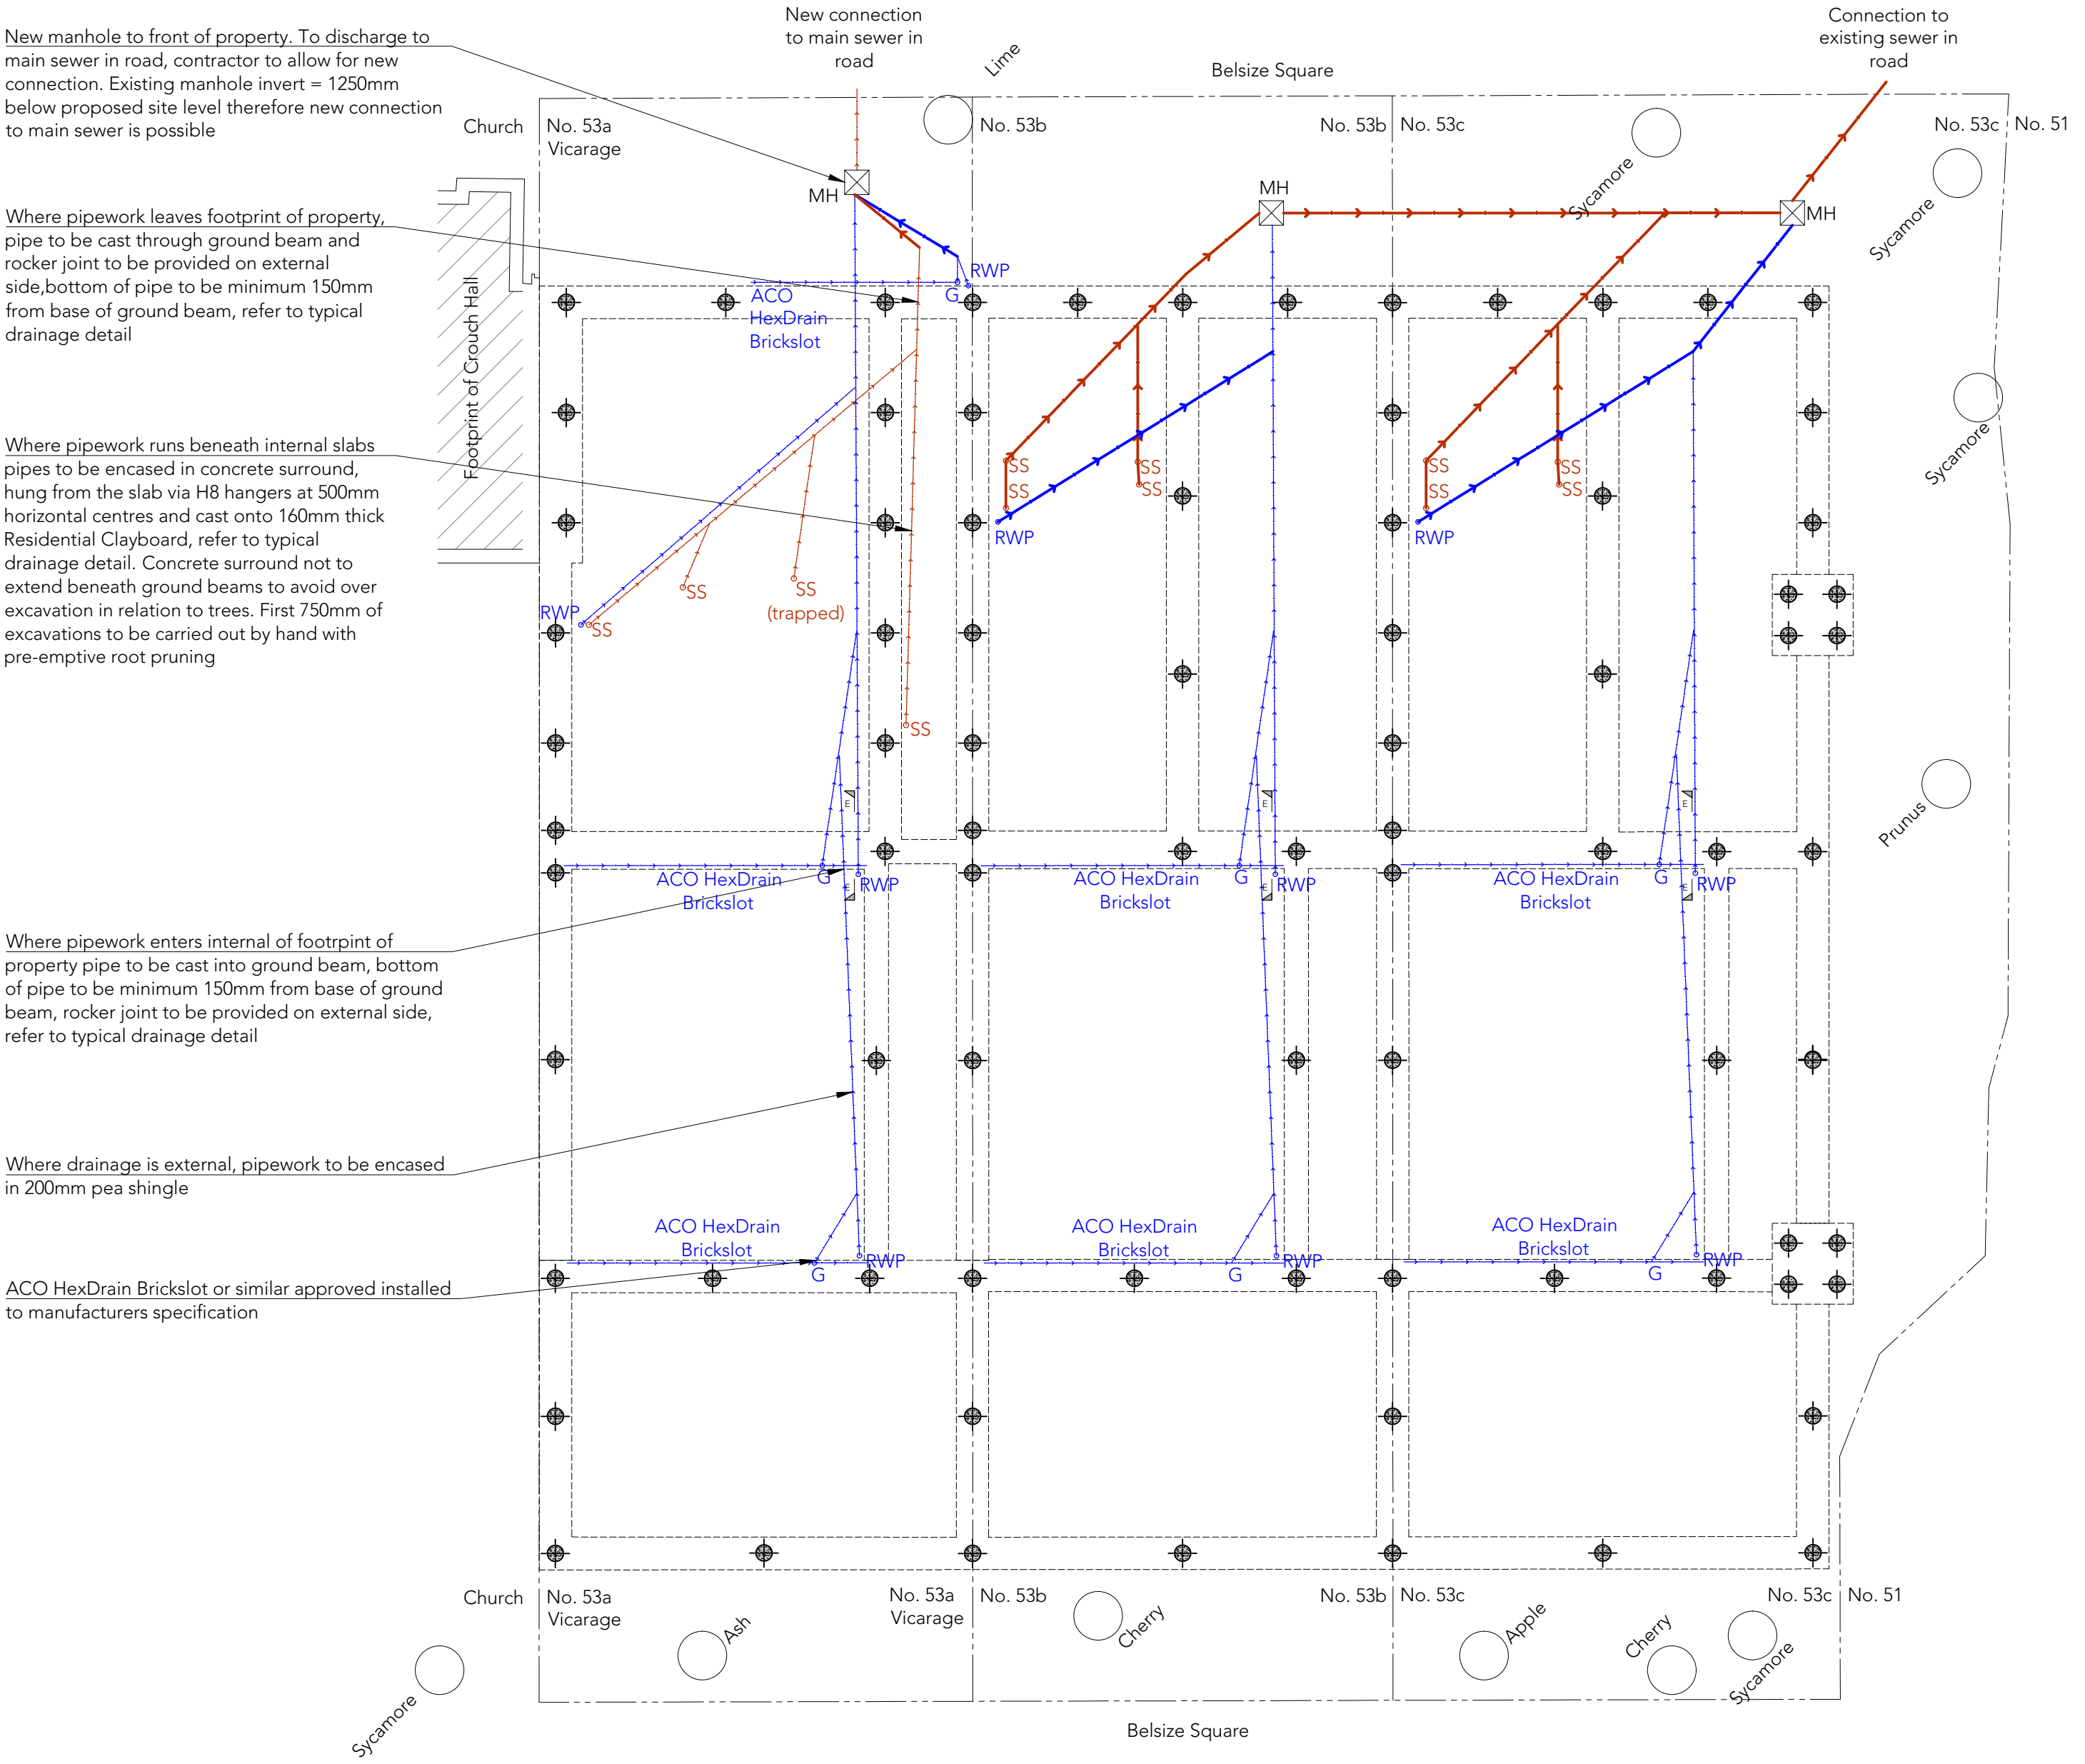 New connection
to main sewer in
road
Connection to
existing sewer in
road
Lime
Belsize Square
New manhole to front of property. To discharge to
main sewer in road, contractor to allow for new
connection. Existing manhole invert = 1250mm
below proposed site level therefore new connection
to main sewer is possible
Church
No. 53a
Vicarage
No. 53b
No. 53b
No. 53c
No. 53c
No. 51
Sycamore
Sycamore
MH
MH
MH
Where pipework leaves footprint of property,
pipe to be cast through ground beam and
rocker joint to be provided on external
side,bottom of pipe to be minimum 150mm
from base of ground beam, refer to typical
drainage detail
Footprint of Crouch Hall
RWP
G
ACO
HexDrain
Brickslot
Where pipework runs beneath internal slabs
pipes to be encased in concrete surround,
hung from the slab via H8 hangers at 500mm
horizontal centres and cast onto 160mm thick
Residential Clayboard, refer to typical
drainage detail. Concrete surround not to
extend beneath ground beams to avoid over
excavation in relation to trees. First 750mm of
excavations to be carried out by hand with
pre-emptive root pruning
Sycamore
SS
SS
SS
SS
SS
SS
SS
SS
RWP
RWP
SS
SS
(trapped)
RWP
SS
SS
Prunus
E
E
E
ACO HexDrain
Brickslot
G
RWP
E
ACO HexDrain
Brickslot
G
RWP
E
ACO HexDrain
Brickslot
G
RWP
E
Where pipework enters internal of footrpint of
property pipe to be cast into ground beam, bottom
of pipe to be minimum 150mm from base of ground
beam, rocker joint to be provided on external side,
refer to typical drainage detail
Where drainage is external, pipework to be encased
in 200mm pea shingle
ACO HexDrain
Brickslot
G
RWP
ACO HexDrain
Brickslot
G
RWP
ACO HexDrain
Brickslot
G
RWP
ACO HexDrain Brickslot or similar approved installed
to manufacturers specification
Church
No. 53a
Vicarage
No. 53a
Vicarage
No. 53b
No. 53b
No. 53c
No. 53c
No. 51
Sycamore
Ash
Cherry
Apple
Cherry
Sycamore
Belsize Square